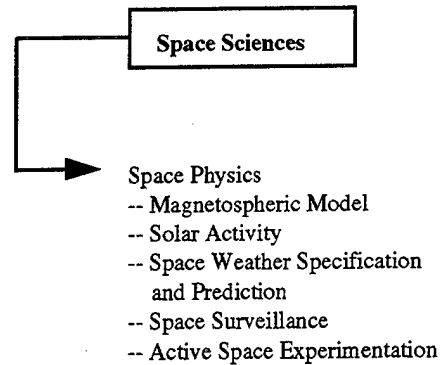 Space Sciences
Space Physics
-- Magnetospheric Model
-- Solar Activity
-- Space Weather Specification
and Prediction
-- Space Surveillance
-- Active Space Experimentation